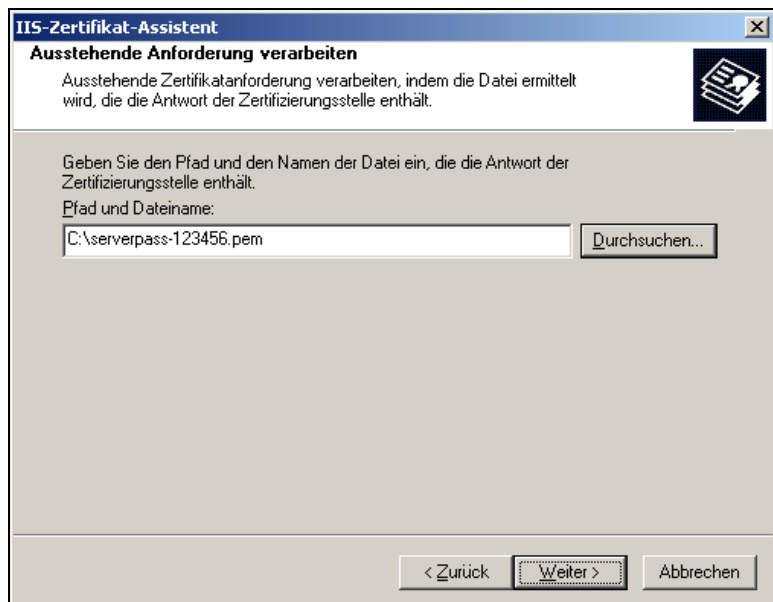 IIS-Zertifikat-Assistent
Ausstehende Anforderung verarbeiten
Ausstehende Zertifikatanforderung verarbeiten, indem die Datei ermittelt
wird, die die Antwort der Zertifizierungsstelle enthält.
Geben Sie den Pfad und den Namen der Datei ein, die die Antwort der
Zertifizierungsstelle enthält.
Pfad und Dateiname:
C:\serverpass-123456.pem
Durchsuchen...
< Zurück
Weiter >
Abbrechen